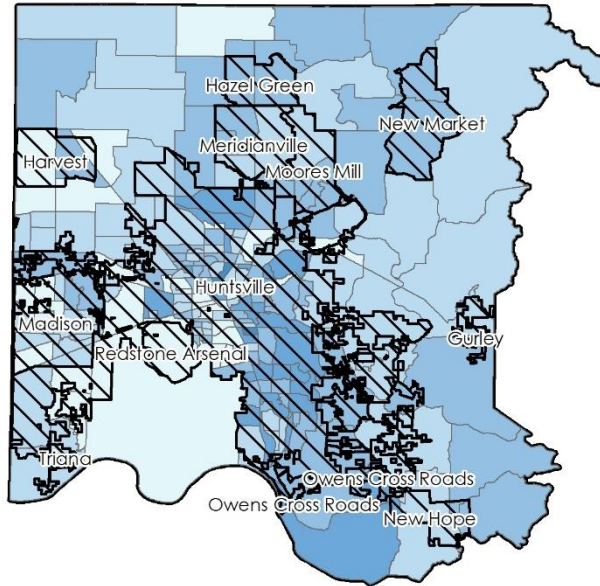 Hazel Green
New Market
Meridianville
Harvest
Moores Mill
Huntsville
Madison
Gurley
Redstone Arsenal
Triana
Owens Cross Roads
Owens Cross Roads
New Hope